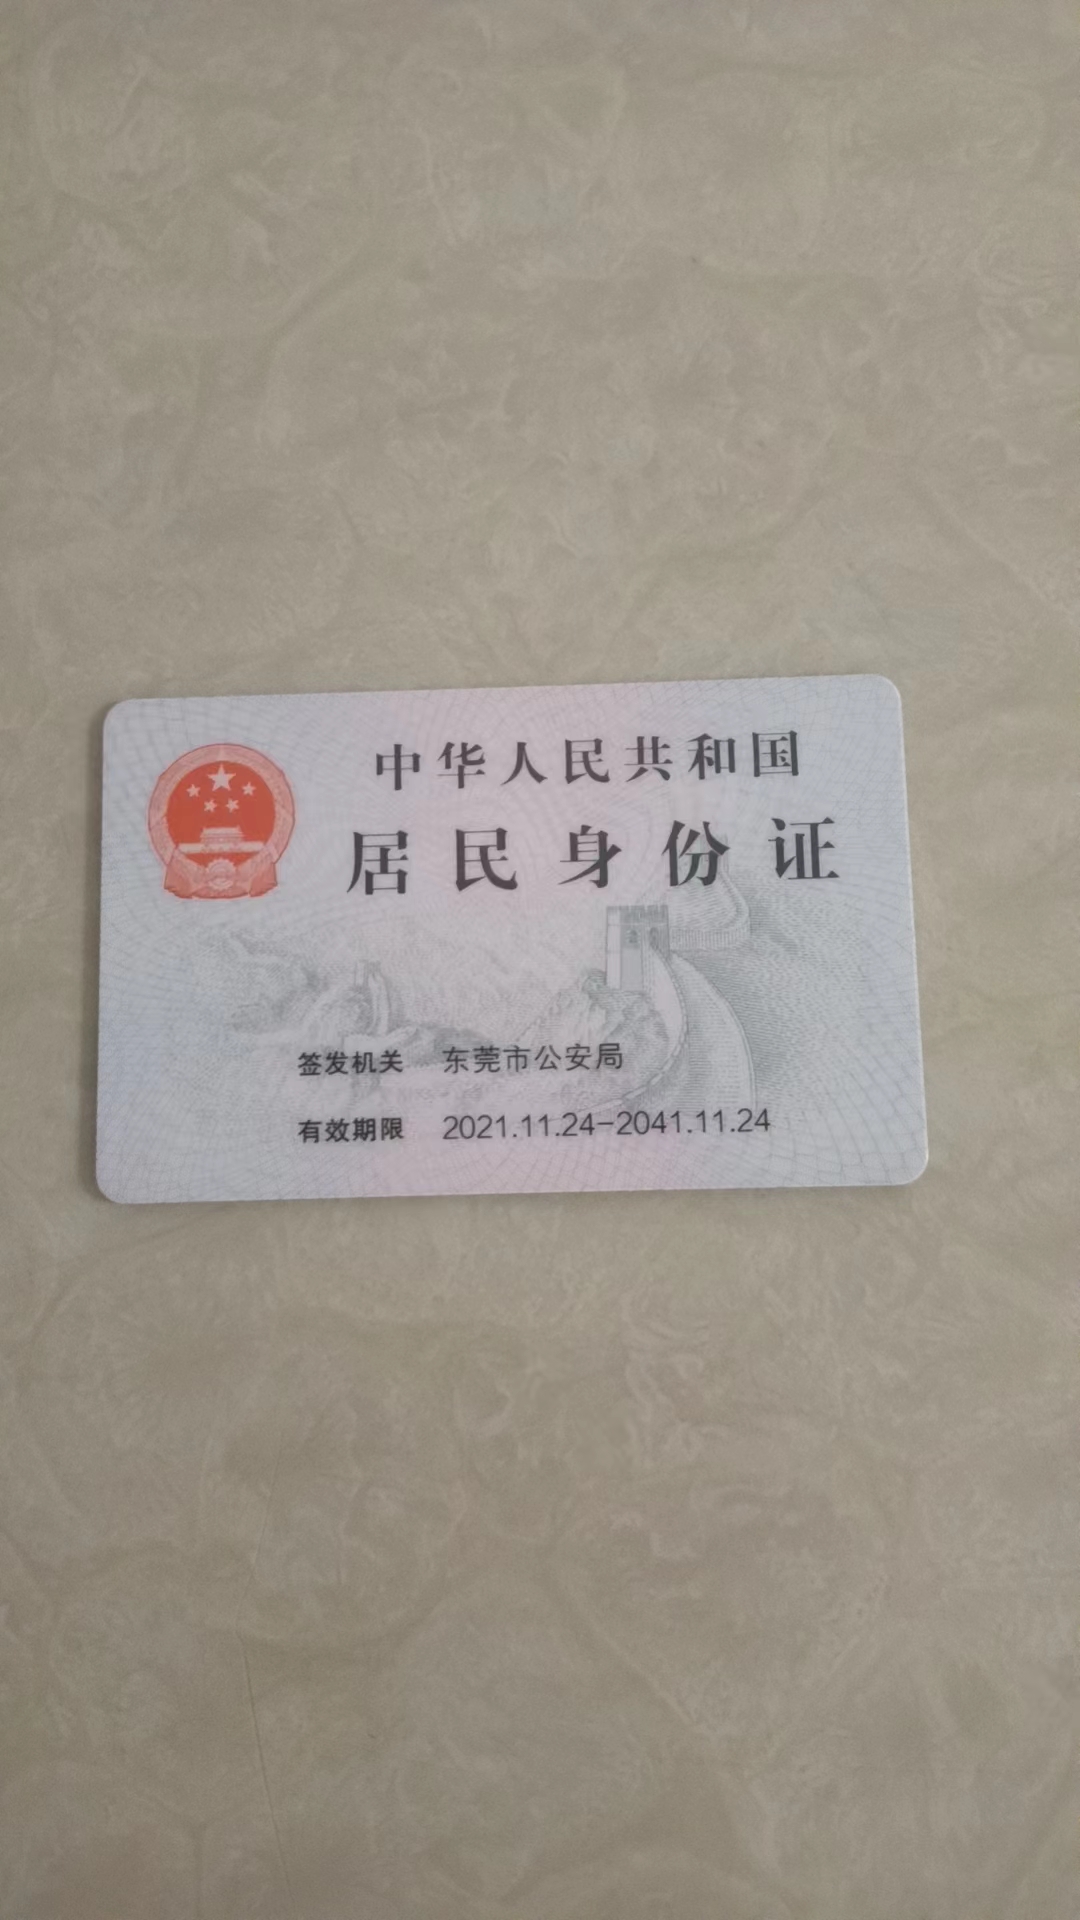 中华人民共和国
居民身份证
签发机关 东莞市公安局
有效期限 2021.11.24-2041.11.24